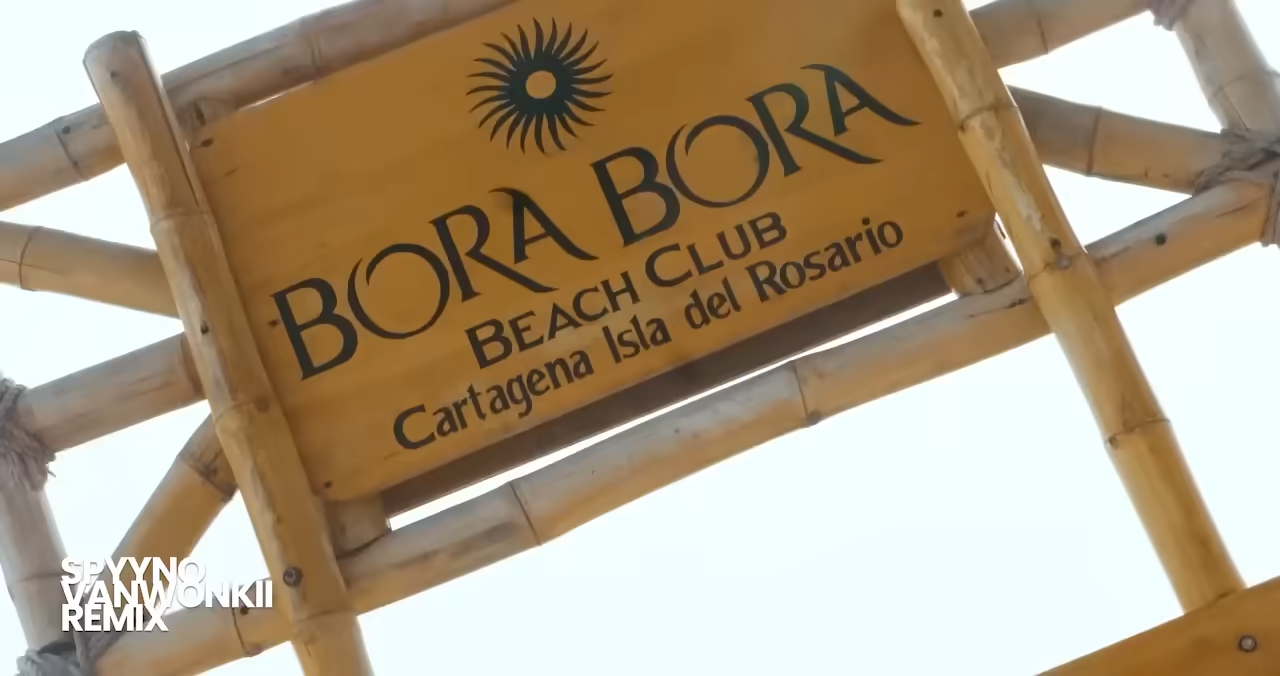 BORA BORA
BEACH CLUB
Cartagena Isla del Rosario
SPYYNO
VANWONKII
REMIX